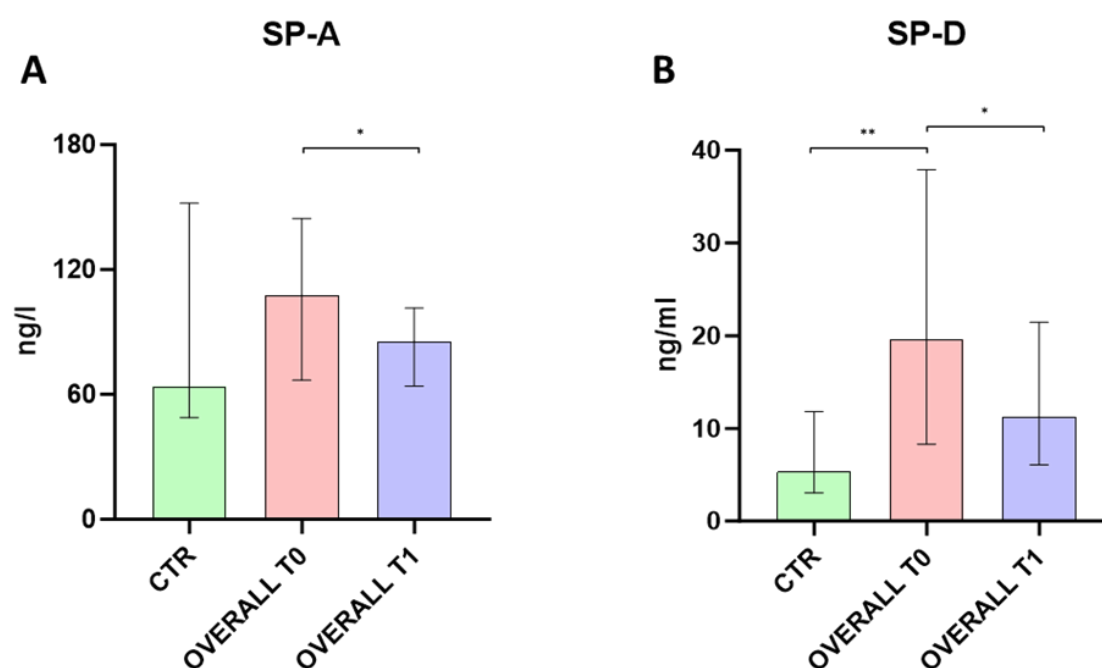 SP-A
A
180
120
60
0
ng/l
*
CTR
OVERALL T0
OVERALL T1
SP-D
B
40
30
20
10
0
ng/ml
**
*
CTR
OVERALL T0
OVERALL T1